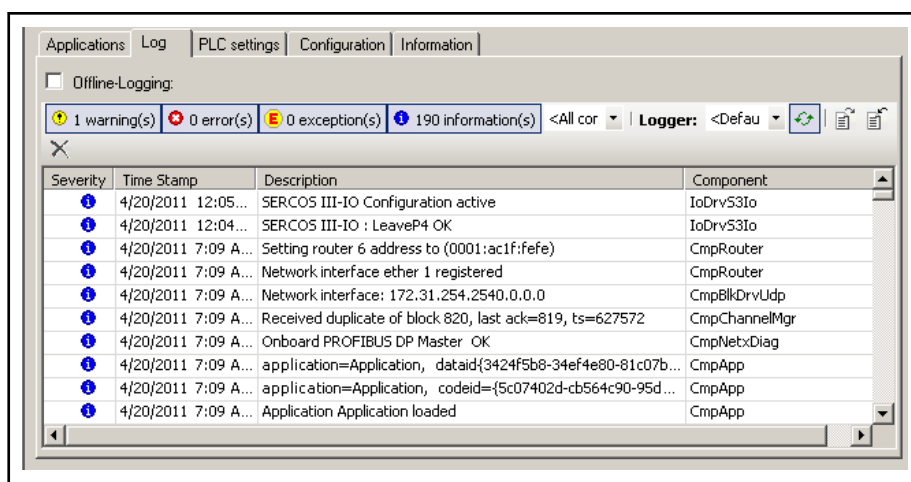 Applications Log PLC settings Configuration Information
Offline-Logging:
1 warning(s) 0 error(s) E 0 exception(s) 190 information(s) <All cor Logger: <Defau
Severity Time Stamp Description Component
4/20/2011 12:05... SERCOS III-IO Configuration active IoDrvS3Io
4/20/2011 12:04... SERCOS III-IO : LeaveP4 OK IoDrvS3Io
4/20/2011 7:09 A... Setting router 6 address to (0001:ac1f:fefe) CmpRouter
4/20/2011 7:09 A... Network interface ether 1 registered CmpRouter
4/20/2011 7:09 A... Network interface: 172.31.254.2540.0.0.0 CmpBlkDrvUdp
4/20/2011 7:09 A... Received duplicate of block 820, last ack=819, ts=627572 CmpChannelMgr
4/20/2011 7:09 A... Onboard PROFIBUS DP Master OK CmpNetxDiag
4/20/2011 7:09 A... application=Application, dataid{3424f5b8-34ef4e80-81c07b... CmpApp
4/20/2011 7:09 A... application=Application, codeid={5c07402d-cb564c90-95d... CmpApp
4/20/2011 7:09 A... Application Application loaded CmpApp